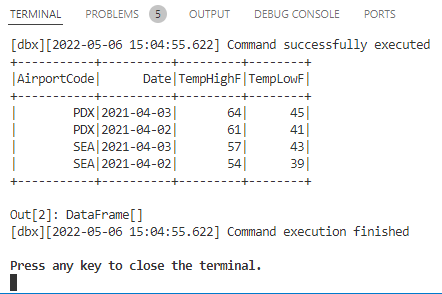 TERMINAL PROBLEMS 5 OUTPUT DEBUG CONSOLE PORTS
[dbx][2022-05-06 15:04:55.622] Command successfully executed
+-----------+----------+---------+--------+
|AirportCode|      Date|TempHighF|TempLowF|
+-----------+----------+---------+--------+
|        PDX|2021-04-03|       64|      45|
|        PDX|2021-04-02|       61|      41|
|        SEA|2021-04-03|       57|      43|
|        SEA|2021-04-02|       54|      39|
+-----------+----------+---------+--------+
Out[2]: DataFrame[]
[dbx][2022-05-06 15:04:55.622] Command execution finished
Press any key to close the terminal.